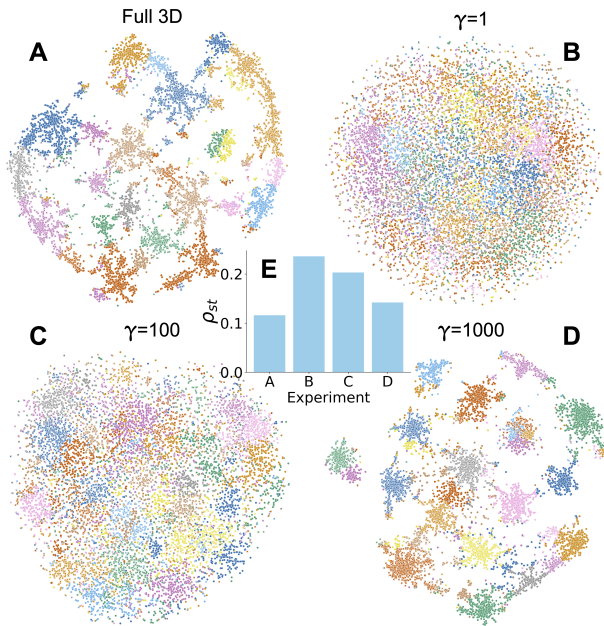 Full 3D
γ=1
A
B
E
0.2
0.1
0.0
ρst
A B C D
Experiment
C
γ=100
γ=1000
D